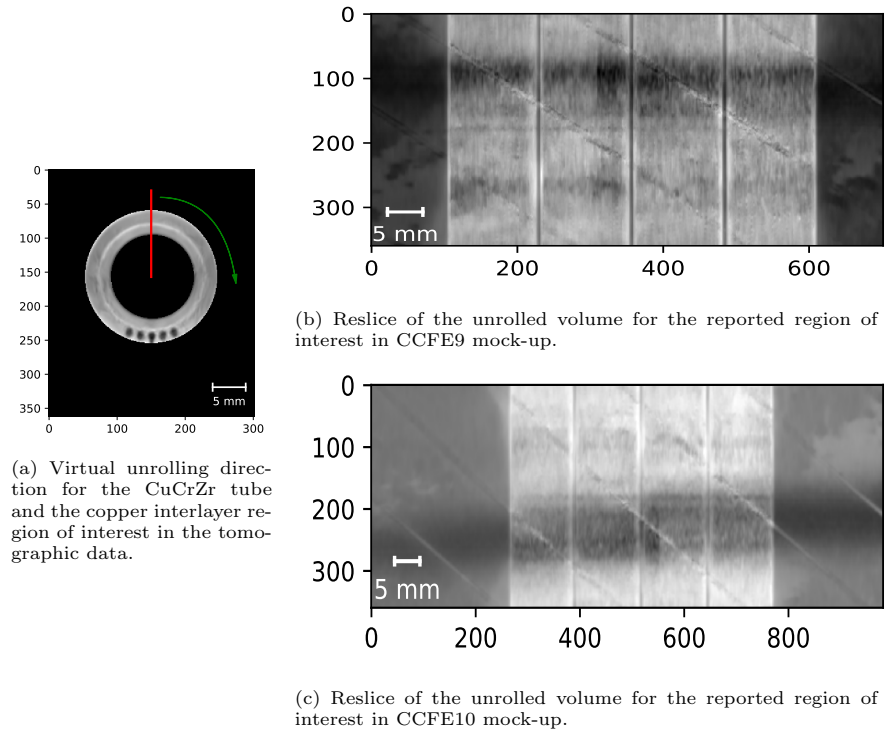 0
50
100
150
200
250
300
350
5 mm
0 100 200 300
(a) Virtual unrolling direc-
tion for the CuCrZr tube
and the copper interlayer re-
gion of interest in the tomo-
graphic data.
0
100
200
300
5 mm
0 200 400 600
(b) Reslice of the unrolled volume for the reported region of
interest in CCFE9 mock-up.
0
100
200
300
5 mm
0 200 400 600 800
(c) Reslice of the unrolled volume for the reported region of
interest in CCFE10 mock-up.